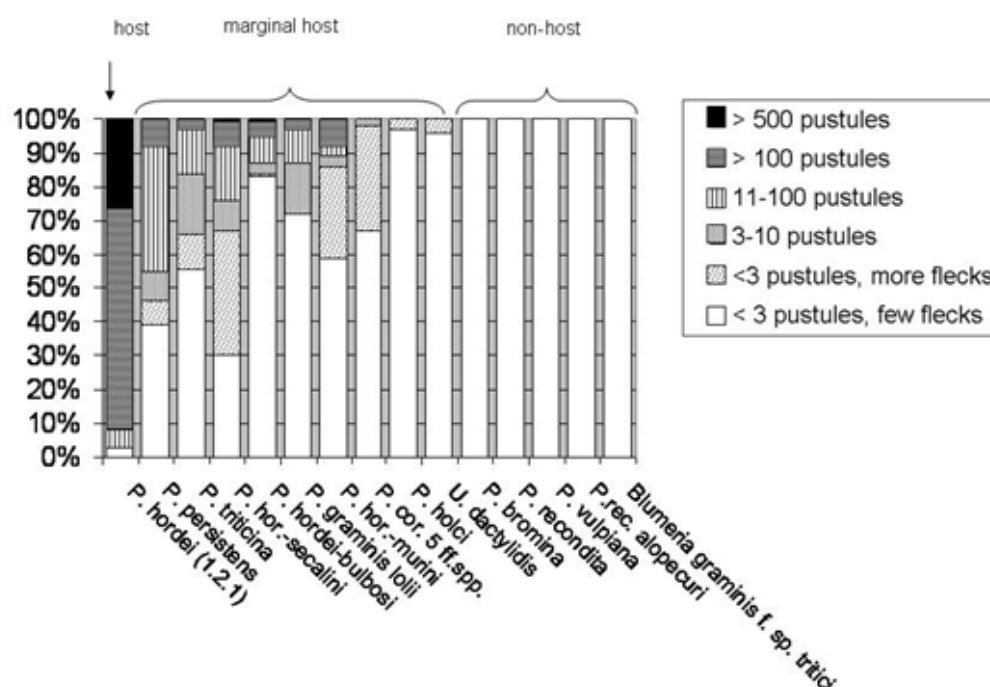 host
marginal host
non-host
100%
90%
80%
70%
60%
50%
40%
30%
20%
10%
0%
> 500 pustules
> 100 pustules
11-100 pustules
3-10 pustules
<3 pustules, more flecks
< 3 pustules, few flecks
P. hordei (1.2.1)
P. persistens
P. triticina
P. hor.-secalini
P. hordei-bulbosi
P. graminis lolii
P. hor.-murini
P. cor. 5 ff.spp.
P. holci
U. dactylidis
P. bromina
P. recondita
P. vulpiana
P.rec. alopecuri
Blumeria graminis f. sp. tritici